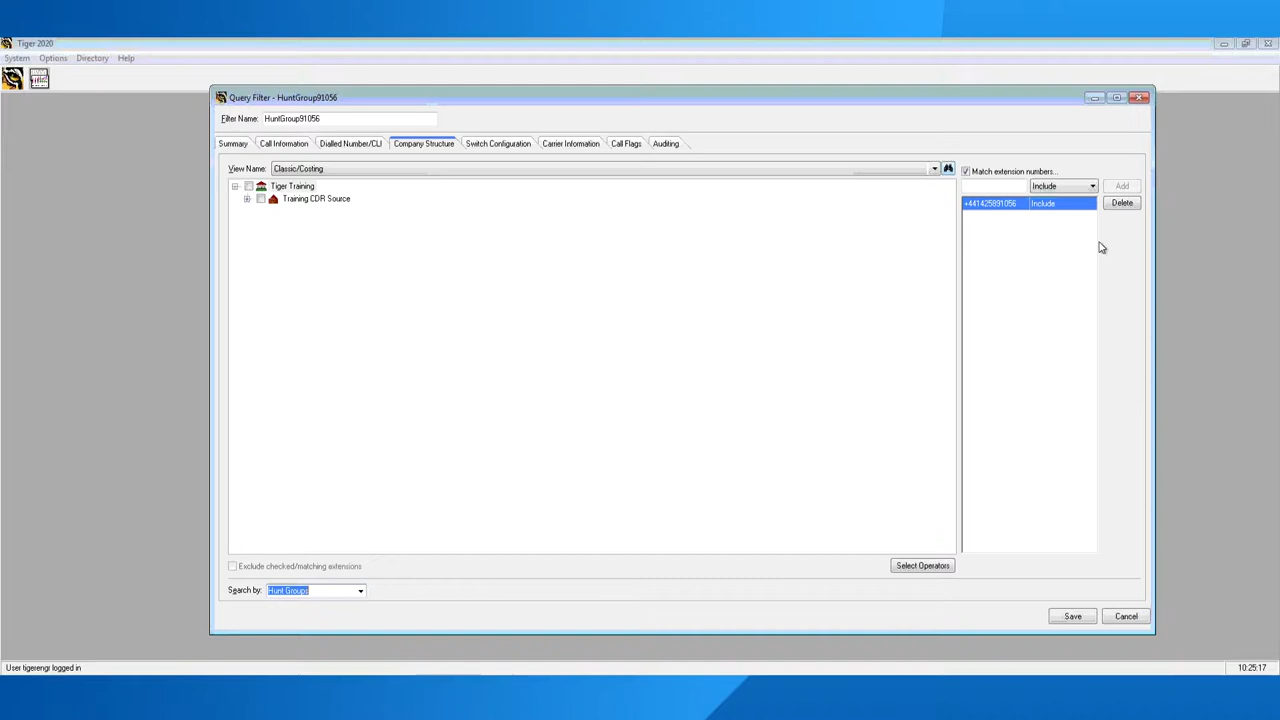 Tiger 2020
System Options Directory Help
Query Filter - HuntGroup91056
Filter Name: HuntGroup91056
Summary Call Information Dialled Number/CLI Company Structure Switch Configuration Carrier Information Call Flags Auditing
View Name: Classic/Costing
Match extension numbers...
Tiger Training
Include Add
Training CDR Source
+441425891056 Include Delete
Exclude checked/matching extensions
Select Operators
Search by: Hunt Groups
Save Cancel
User tigerengr logged in
10:25:17